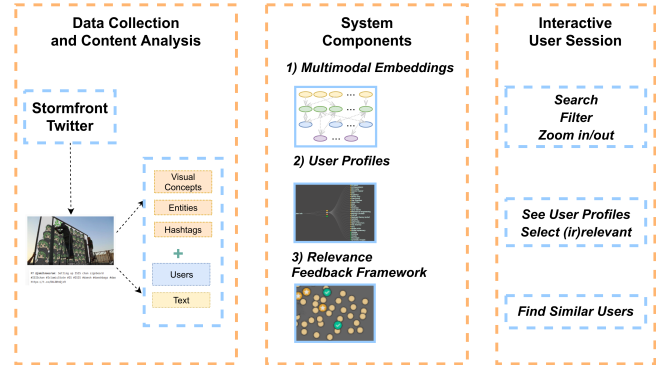 Data Collection
and Content Analysis
Stormfront
Twitter
Visual
Concepts
Entities
Hashtags
+
Users
Text
System
Components
1) Multimodal Embeddings
2) User Profiles
3) Relevance
Feedback Framework
Interactive
User Session
Search
Filter
Zoom in/out
See User Profiles
Select (ir)relevant
Find Similar Users